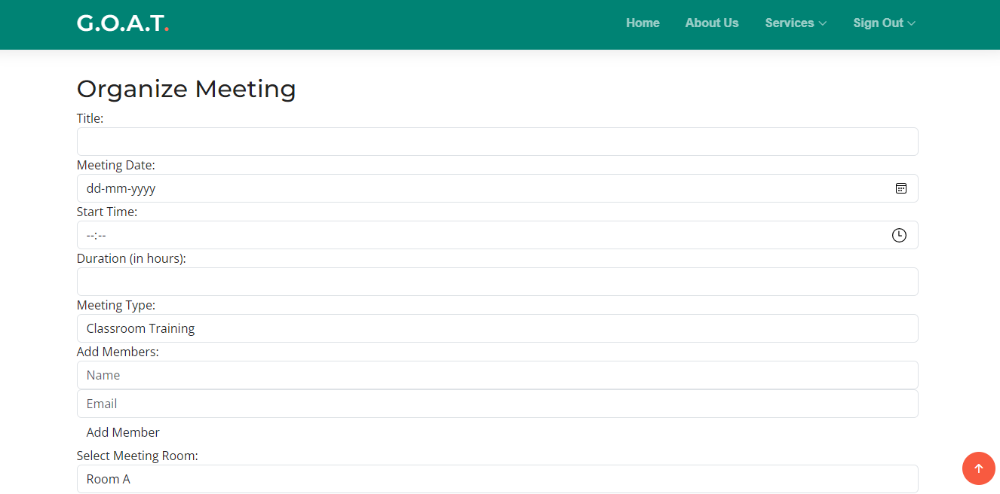 G.O.A.T.
Home About Us Services Sign Out
Organize Meeting
Title:
Meeting Date:
dd-mm-yyyy
Start Time:
--:--
Duration (in hours):
Meeting Type:
Classroom Training
Add Members:
Name
Email
Add Member
Select Meeting Room:
Room A